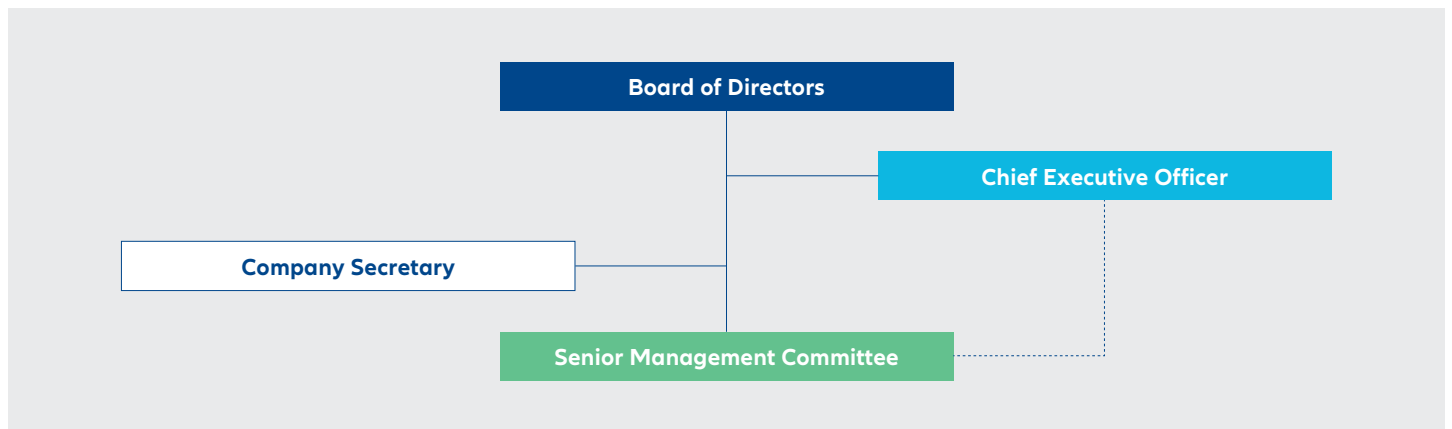 Board of Directors
Chief Executive Officer
Company Secretary
Senior Management Committee